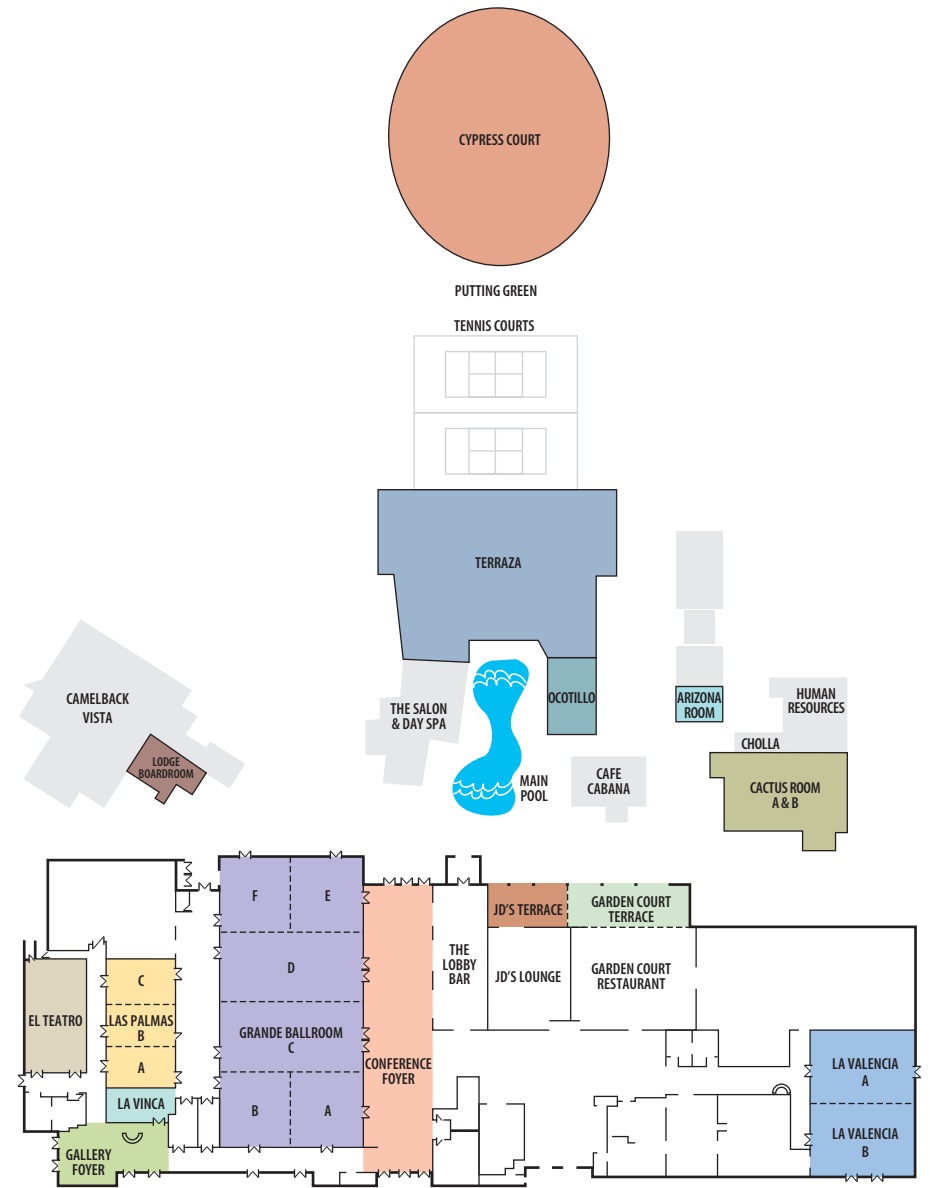 CYPRESS COURT
PUTTING GREEN
TENNIS COURTS
TERRAZA
CAMELBACK
VISTA
LODGE
BOARDROOM
THE SALON
& DAY SPA
OCOTILLO
ARIZONA
ROOM
HUMAN
RESOURCES
CHOLLA
MAIN
POOL
CAFE
CABANA
CACTUS ROOM
A & B
F
E
D
GRANDE BALLROOM
C
B
A
JD'S TERRACE
GARDEN COURT
TERRACE
THE
LOBBY
BAR
JD'S LOUNGE
GARDEN COURT
RESTAURANT
EL TEATRO
C
LAS PALMAS
B
A
LA VINCA
GALLERY
FOYER
CONFERENCE
FOYER
LA VALENCIA
A
LA VALENCIA
B